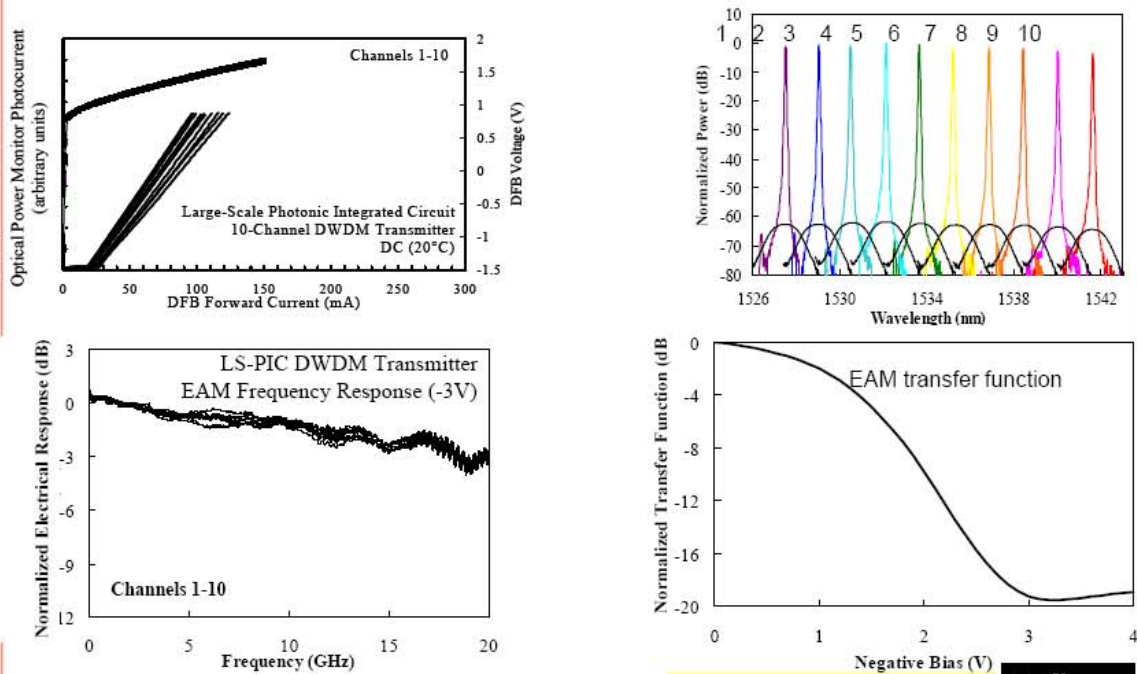 Optical Power Monitor Photocurrent
(arbitrary units)
Channels 1-10
2
1.5
1
0.5
0
-0.5
-1
-1.5
DFB Voltage (V)
Large-Scale Photonic Integrated Circuit
10-Channel DWDM Transmitter
DC (20°C)
0 50 100 150 200 250 300
DFB Forward Current (mA)
Normalized Power (dB)
10
0
-10
-20
-30
-40
-50
-60
-70
-80
1 2 3 4 5 6 7 8 9 10
1526 1530 1534 1538 1542
Wavelength (nm)
Normalized Electrical Response (dB)
3
0
-3
-6
-9
12
LS-PIC DWDM Transmitter
EAM Frequency Response (-3V)
Channels 1-10
0 5 10 15 20
Frequency (GHz)
Normalized Transfer Function (dB
0
-4
-8
-12
-16
-20
EAM transfer function
0 1 2 3 4
Negative Bias (V)